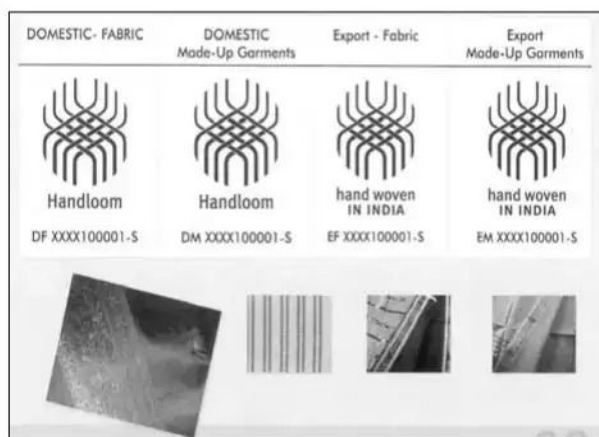 DOMESTIC- FABRIC
DOMESTIC
Made-Up Garments
Export - Fabric
Export
Made-Up Garments
Handloom
Handloom
hand woven
IN INDIA
hand woven
IN INDIA
DF XXXX100001-S
DM XXXX100001-S
EF XXXX100001-S
EM XXXX100001-S